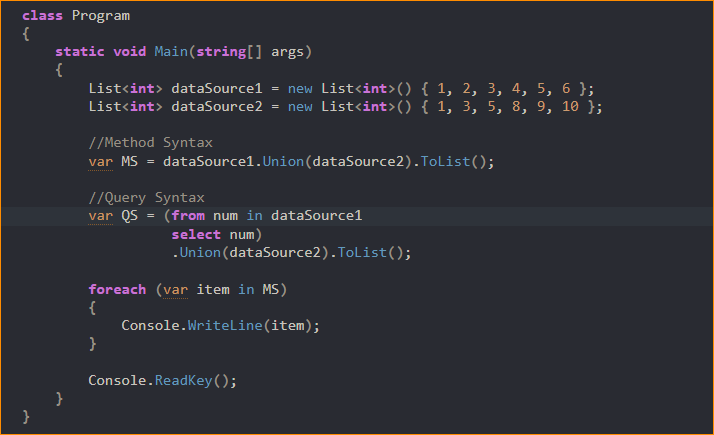 class Program
{
    static void Main(string[] args)
    {
        List<int> dataSource1 = new List<int>() { 1, 2, 3, 4, 5, 6 };
        List<int> dataSource2 = new List<int>() { 1, 3, 5, 8, 9, 10 };

        //Method Syntax
        var MS = dataSource1.Union(dataSource2).ToList();

        //Query Syntax
        var QS = (from num in dataSource1
                  select num)
                  .Union(dataSource2).ToList();

        foreach (var item in MS)
        {
            Console.WriteLine(item);
        }

        Console.ReadKey();
    }
}